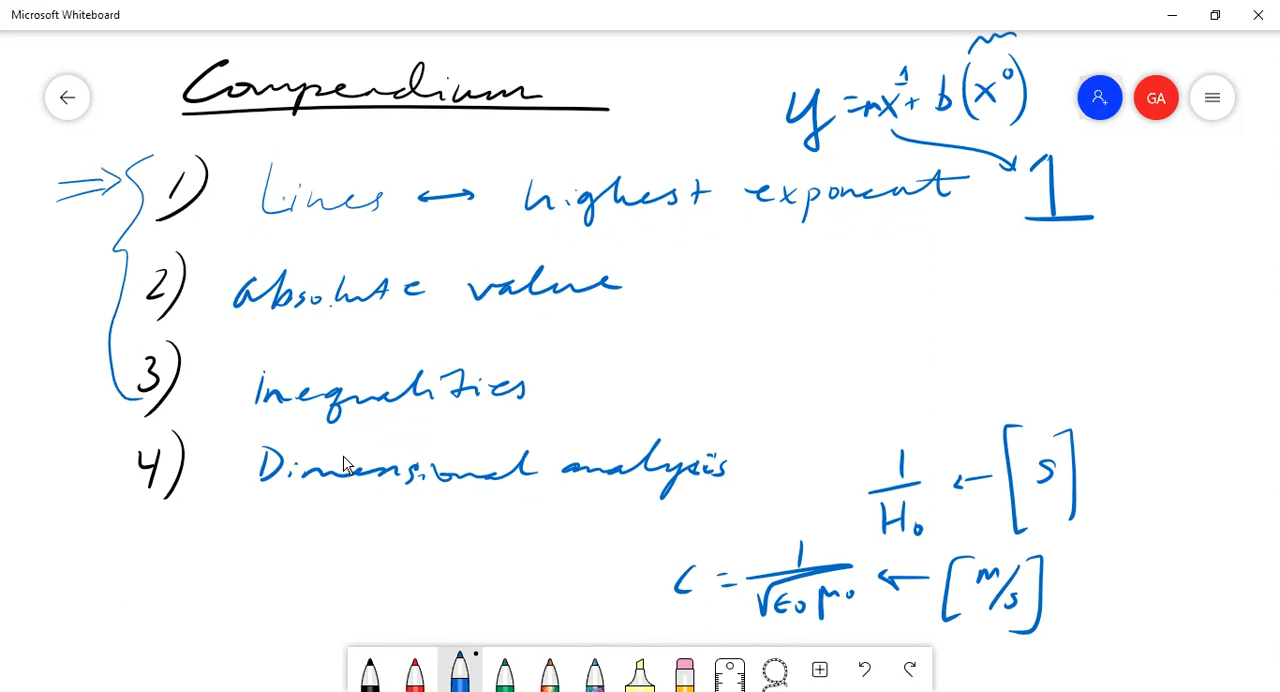 Microsoft Whiteboard
Compendium
y = mx¹ + b(x⁰)
GA
1) Lines ↔ highest exponent 1
2) absolute value
3) Inequalities
4) Dimensional analysis
1/H₀ ← [s]
c = 1/√ε₀μ₀ ← [m/s]